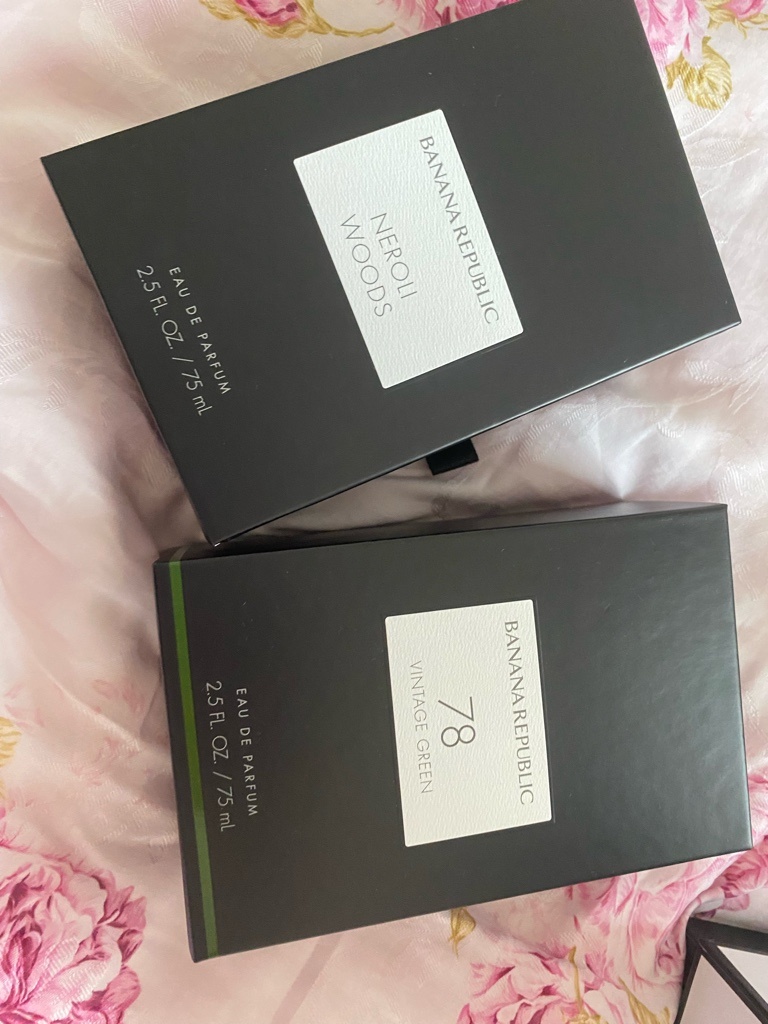 BANANA REPUBLIC
NEROLI
WOODS
EAU DE PARFUM
2.5 FL. OZ. / 75 mL
BANANA REPUBLIC
78
VINTAGE GREEN
EAU DE PARFUM
2.5 FL. OZ. / 75 mL